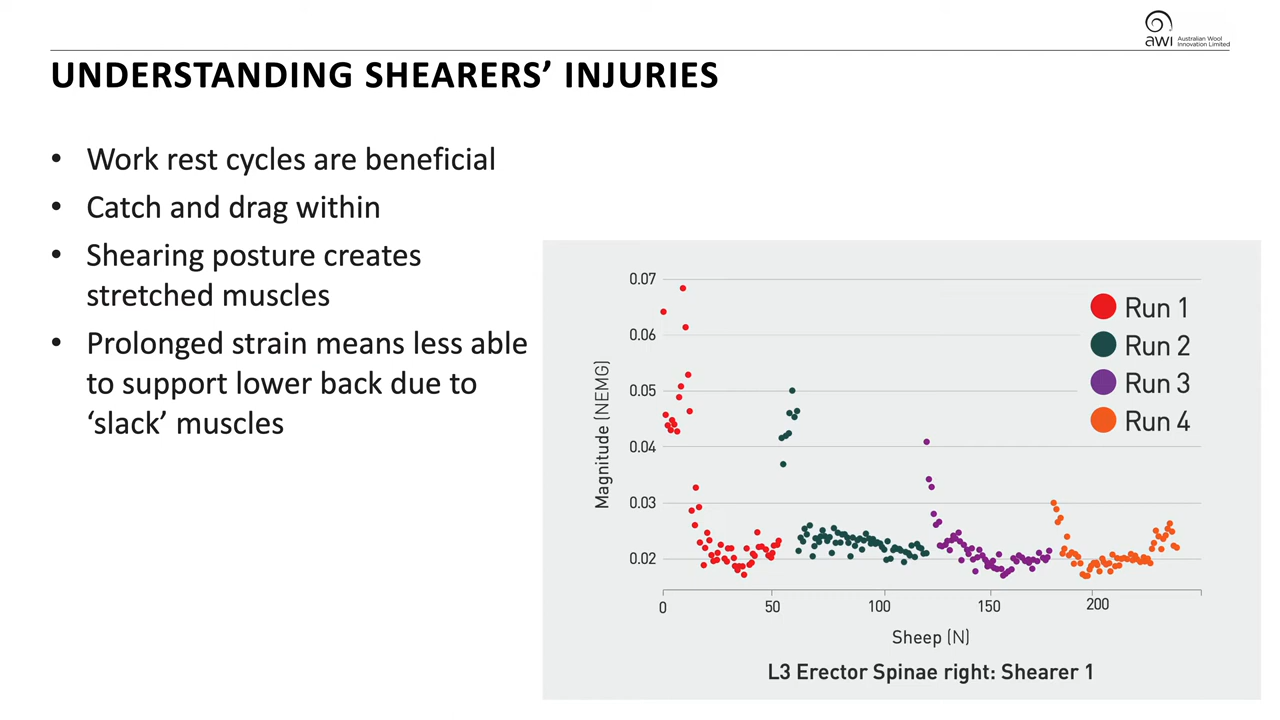 awi Australian Wool
Innovation Limited
UNDERSTANDING SHEARERS’ INJURIES
• Work rest cycles are beneficial
• Catch and drag within
• Shearing posture creates
stretched muscles
• Prolonged strain means less able
to support lower back due to
‘slack’ muscles
0.07
0.06
0.05
0.04
0.03
0.02
Magnitude (NEMG)
Run 1
Run 2
Run 3
Run 4
0 50 100 150 200
Sheep (N)
L3 Erector Spinae right: Shearer 1